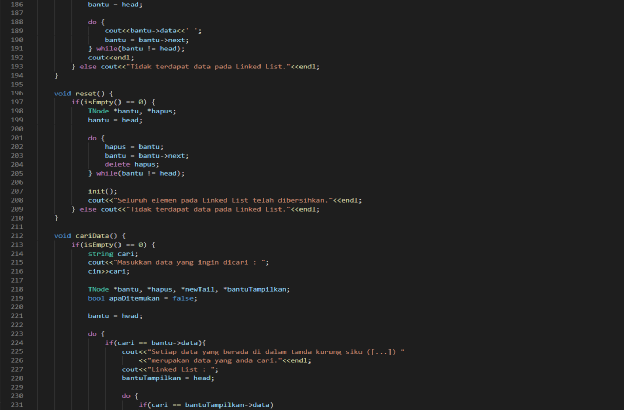 186 bantu = head;
187
188 do {
189 cout<<bantu->data<<' ';
190 bantu = bantu->next;
191 } while(bantu != head);
192 cout<<endl;
193 } else cout<<"Tidak terdapat data pada Linked List."<<endl;
194 }
195
196 void reset() {
197 if(isEmpty() == 0) {
198 TNode *bantu, *hapus;
199 bantu = head;
200
201 do {
202 hapus = bantu;
203 bantu = bantu->next;
204 delete hapus;
205 } while(bantu != head);
206
207 init();
208 cout<<"Seluruh elemen pada Linked List telah dibersihkan."<<endl;
209 } else cout<<"Tidak terdapat data pada Linked List."<<endl;
210 }
211
212 void cariData() {
213 if(isEmpty() == 0) {
214 string cari;
215 cout<<"Masukkan data yang ingin dicari : ";
216 cin>>cari;
217
218 TNode *bantu, *hapus, *newTail, *bantuTampilkan;
219 bool apaDitemukan = false;
220
221 bantu = head;
222
223 do {
224 if(cari == bantu->data){
225 cout<<"Setiap data yang berada di dalam tanda kurung siku ([...]) "
226 <<"merupakan data yang anda cari."<<endl;
227 cout<<"Linked List : ";
228 bantuTampilkan = head;
229
230 do {
231 if(cari == bantuTampilkan->data)